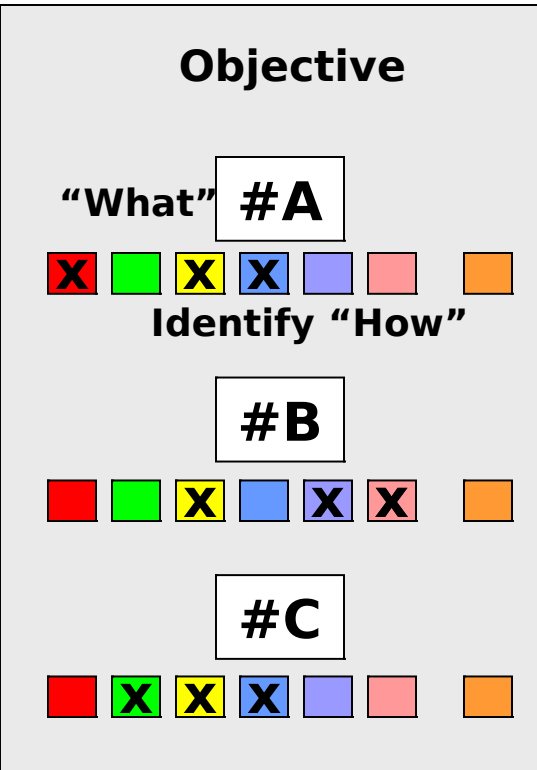 Objective
“What” #A
X X X
Identify “How”
#B
X X X
#C
X X X